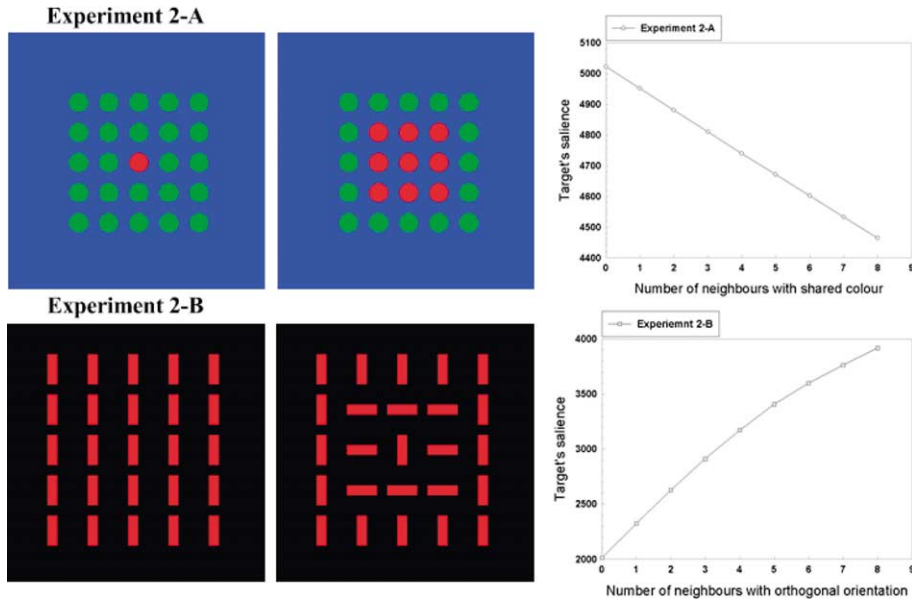 Experiment 2-A
Experiment 2-A
5100
5000
4900
4800
4700
4600
4500
4400
Target's salience
0 1 2 3 4 5 6 7 8 9
Number of neighbours with shared colour
Experiment 2-B
Experiemnt 2-B
4000
3500
3000
2500
2000
Target's salience
0 1 2 3 4 5 6 7 8 9
Number of neighbours with orthogonal orientation